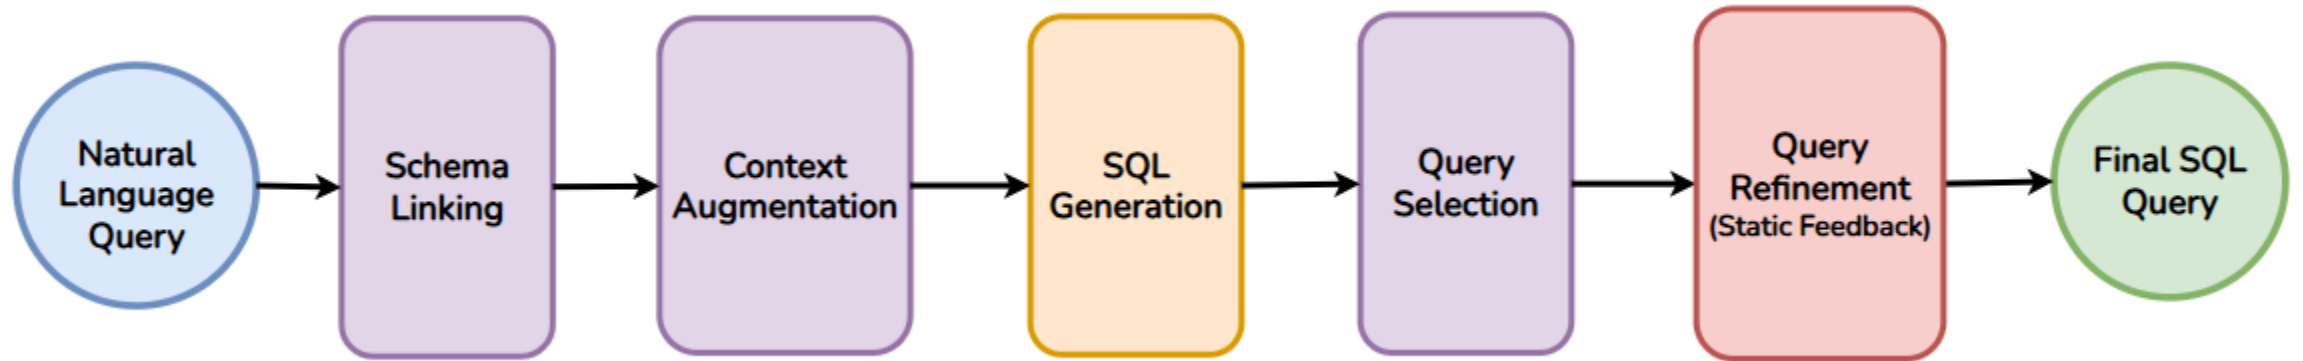 Natural
Language
Query
Schema
Linking
Context
Augmentation
SQL
Generation
Query
Selection
Query
Refinement
(Static Feedback)
Final SQL
Query